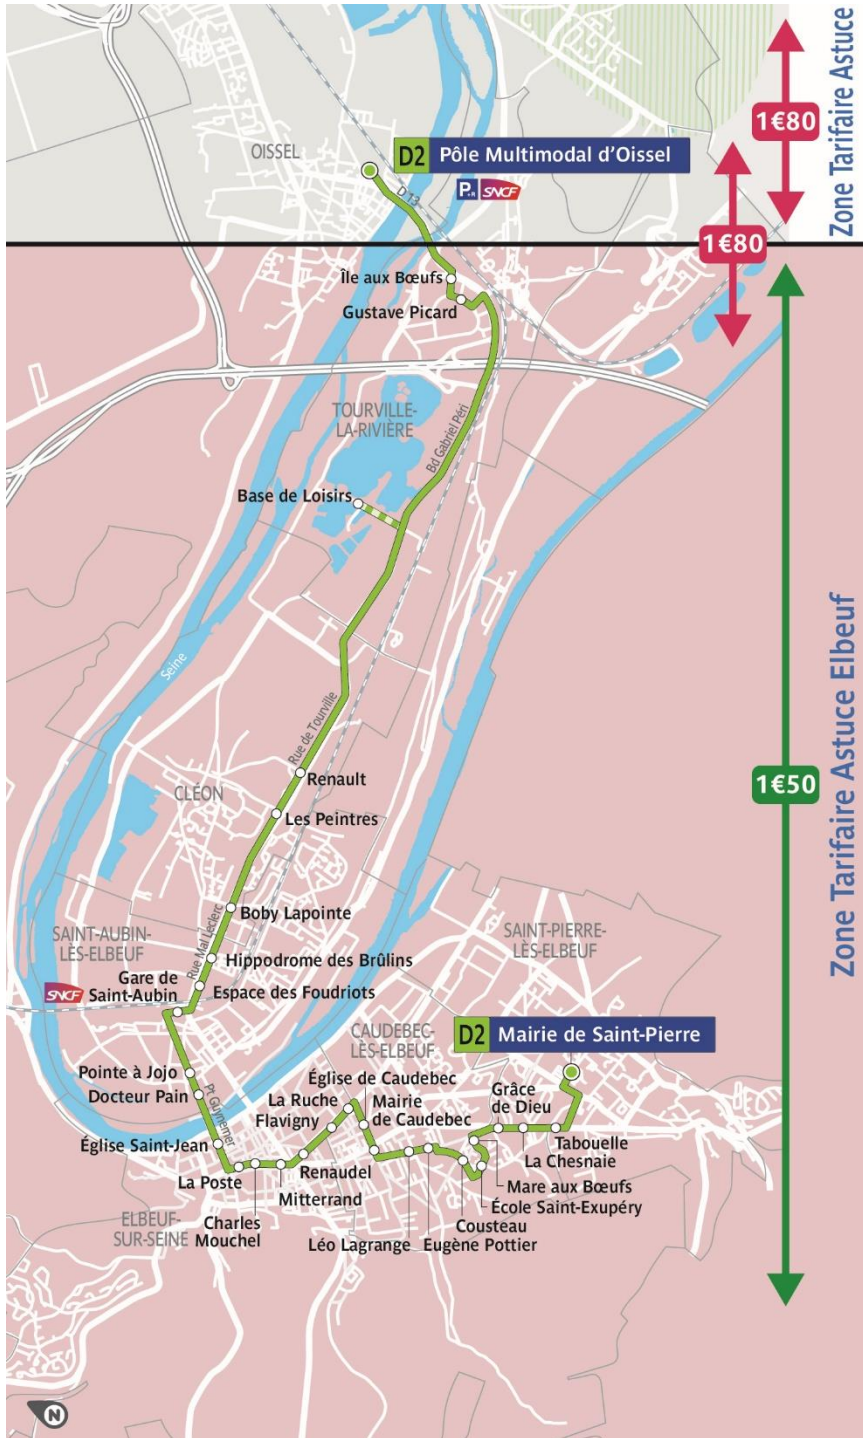 Zone Tarifaire Astuce
1€80
OISSEL
D2 Pôle Multimodal d'Oissel
P+R SNCF
D 13
1€80
Île aux Bœufs
Gustave Picard
TOURVILLE-
LA-RIVIÈRE
Bd Gabriel Péri
Base de Loisirs
Seine
Zone Tarifaire Astuce Elbeuf
1€50
Rue de Tourville
Renault
CLÉON
Les Peintres
Boby Lapointe
Rue Mal Leclerc
SAINT-AUBIN-
LÈS-ELBEUF
SAINT-PIERRE-
LÈS-ELBEUF
Hippodrome des Brûlins
Gare de
Saint-Aubin
SNCF
Espace des Foudriots
CAUDEBEC-
LÈS-ELBEUF
D2 Mairie de Saint-Pierre
Pointe à Jojo
Docteur Pain
Pt Guynemer
Église Saint-Jean
La Poste
Charles
Mouchel
Mitterrand
Renaudel
Flavigny
La Ruche
Église de Caudebec
Mairie
de Caudebec
Léo Lagrange
Eugène Pottier
Cousteau
École Saint-Exupéry
Mare aux Bœufs
Grâce
de Dieu
La Chesnaie
Tabouelle
ELBEUF-
SUR-SEINE
N